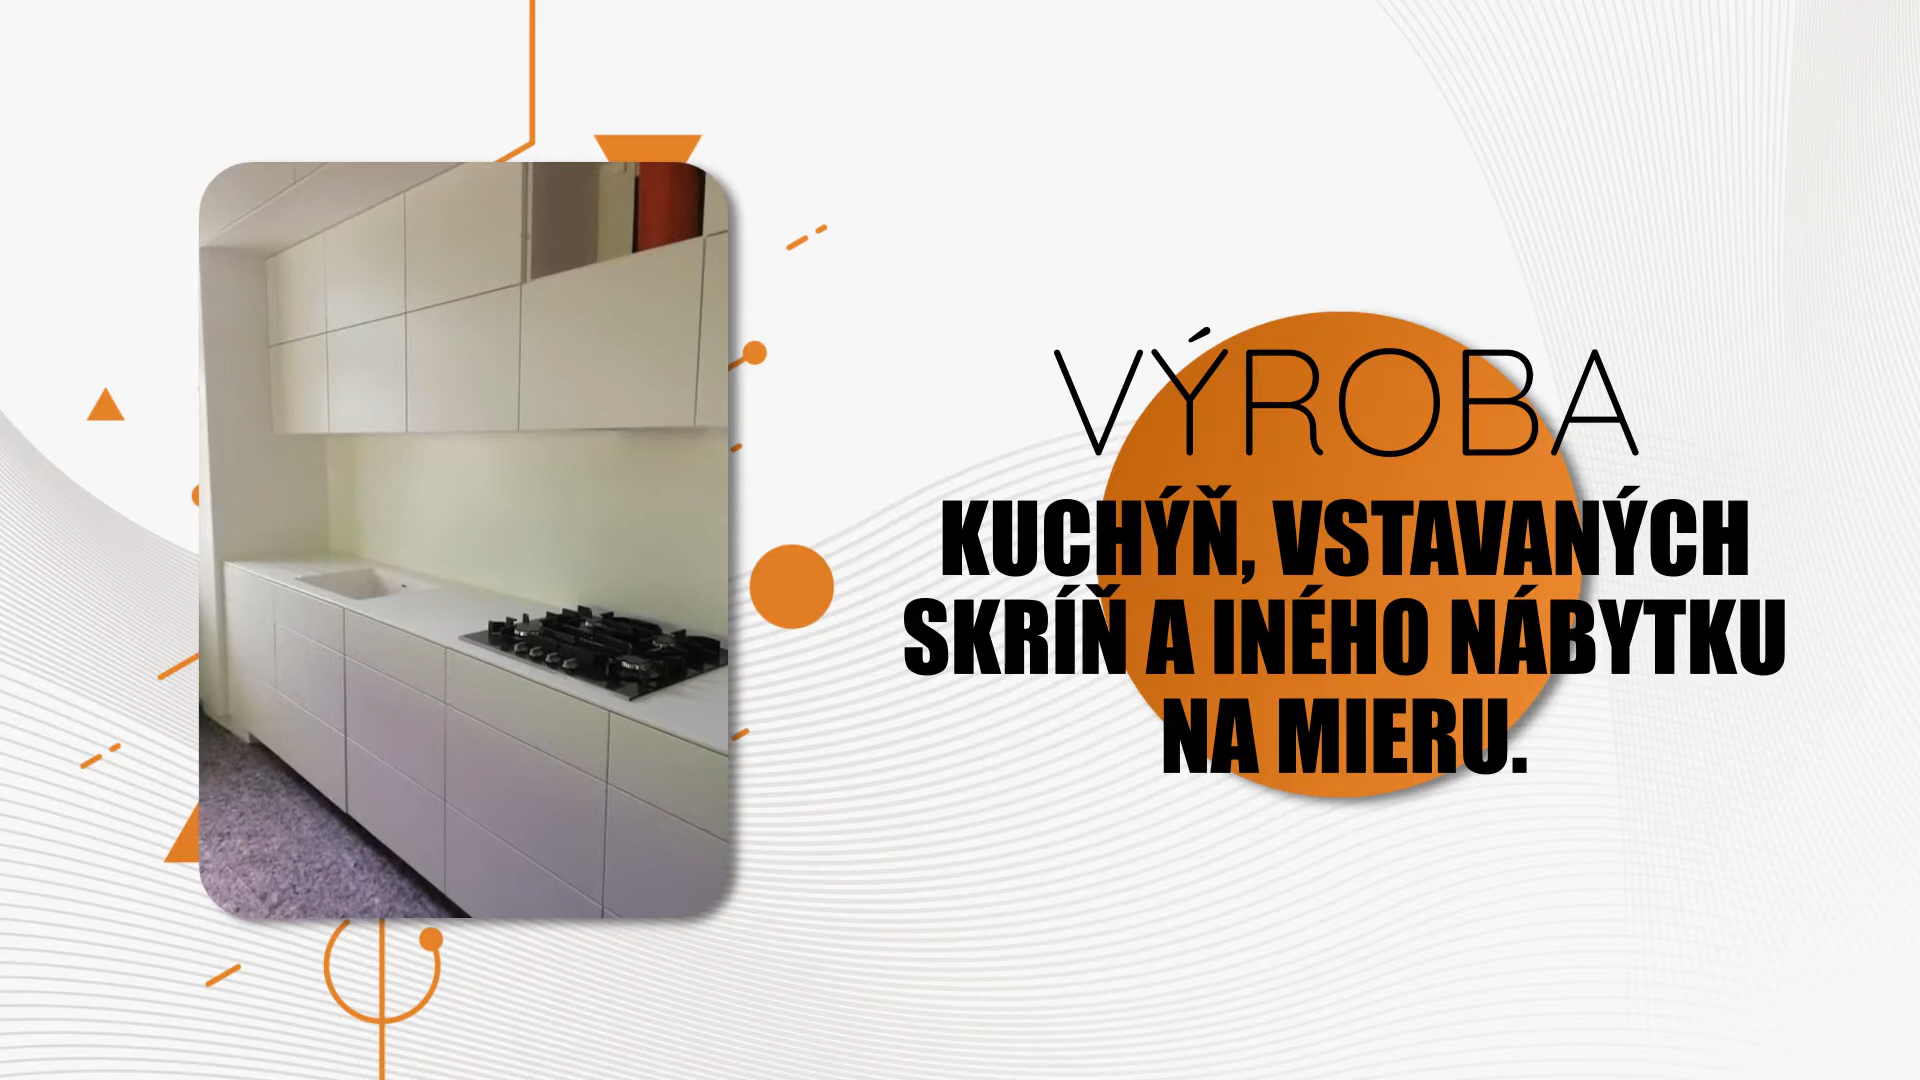 VÝROBA
KUCHÝŇ, VSTAVANÝCH
SKRÍŇ A INÉHO NÁBYTKU
NA MIERU.